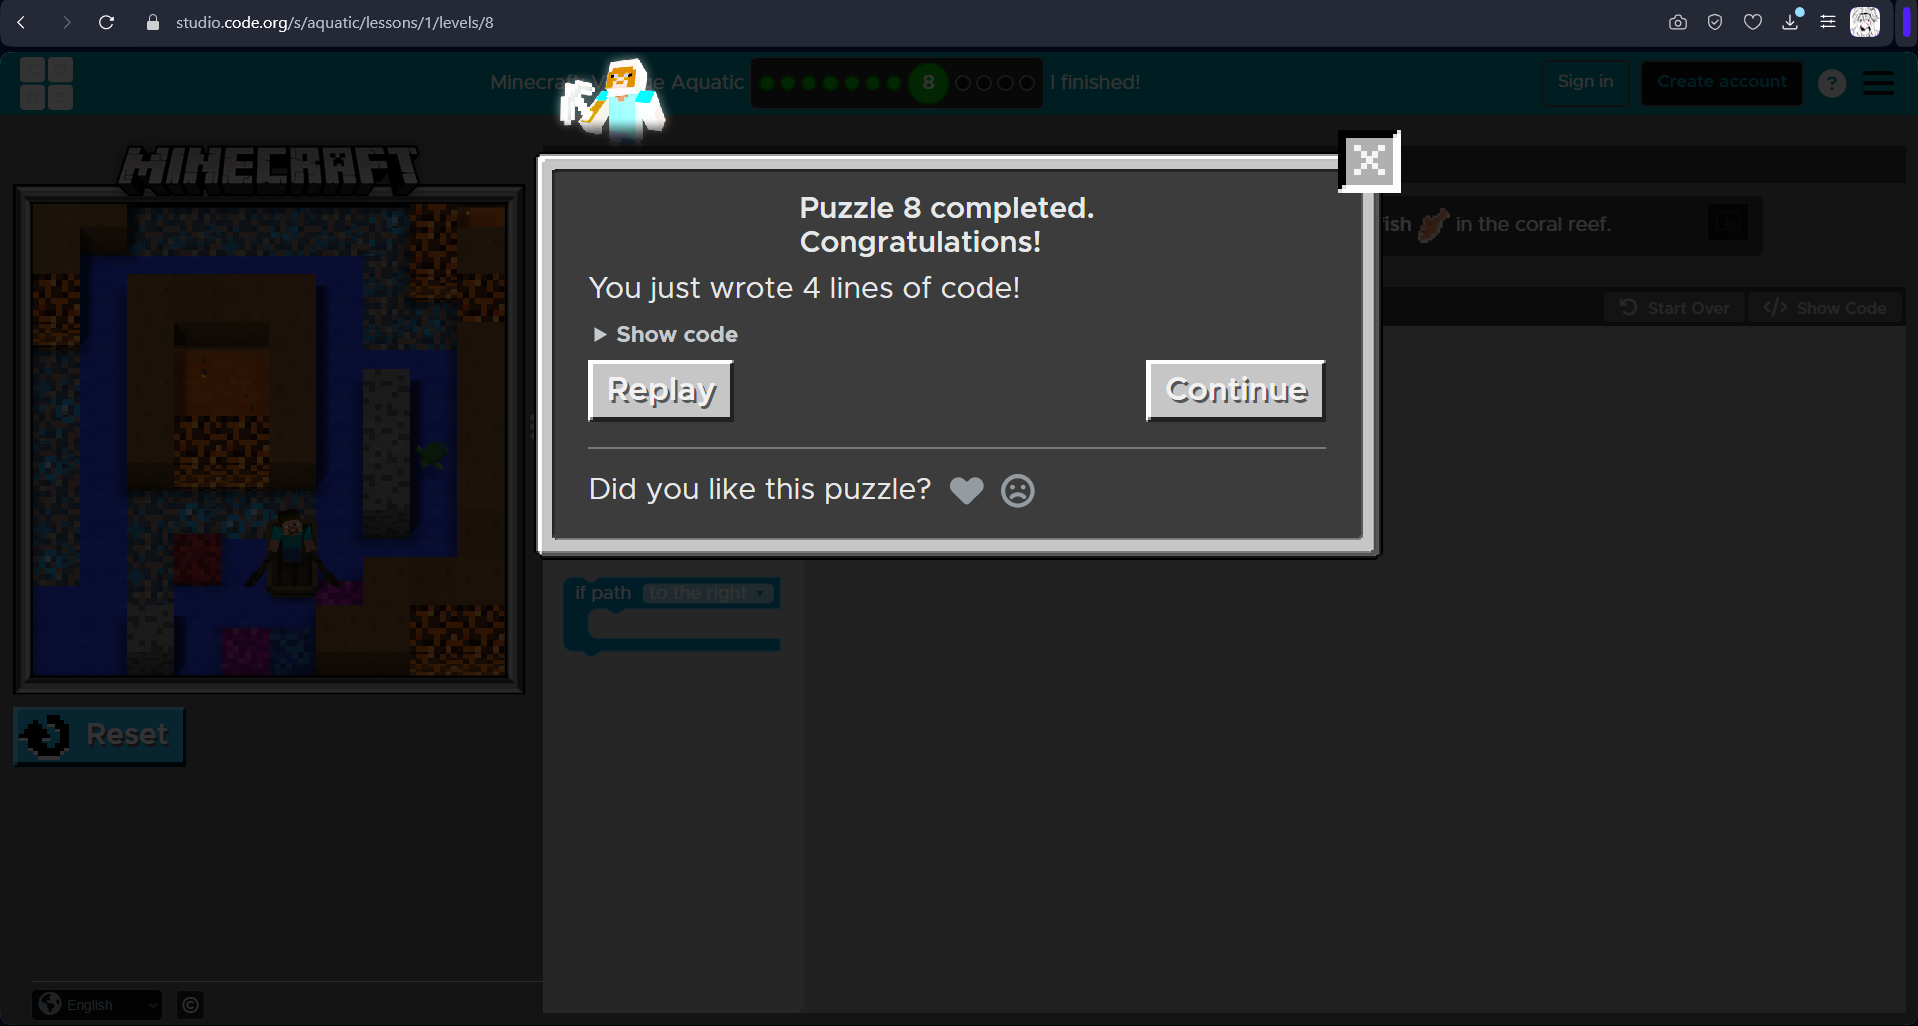 studio.code.org/s/aquatic/lessons/1/levels/8
Minecraft: V e Aquatic
8
I finished!
Sign in
Create account
?
MINECRAFT
Puzzle 8 completed.
Congratulations!
fish in the coral reef.
You just wrote 4 lines of code!
Start Over
</> Show Code
Show code
Replay
Continue
Did you like this puzzle?
if path to the right
Reset
English
©